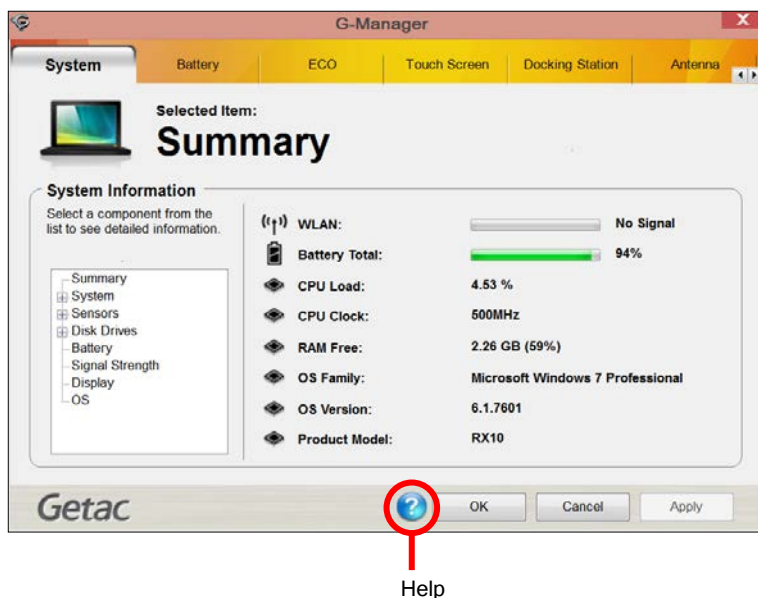 G-Manager
X
System
Battery
ECO
Touch Screen
Docking Station
Antenna
Selected Item:
Summary
System Information
Select a component from the
list to see detailed information.
Summary
System
Sensors
Disk Drives
Battery
Signal Strength
Display
OS
WLAN: No Signal
Battery Total: 94%
CPU Load: 4.53 %
CPU Clock: 500MHz
RAM Free: 2.26 GB (59%)
OS Family: Microsoft Windows 7 Professional
OS Version: 6.1.7601
Product Model: RX10
Getac
?
OK
Cancel
Apply
Help